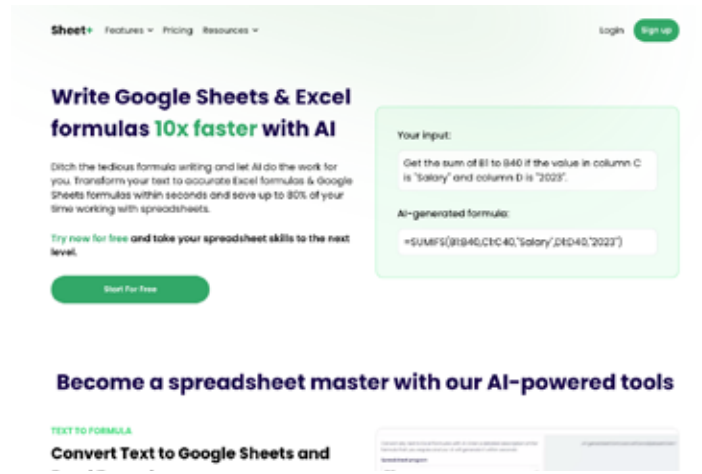 Sheet+ Features Pricing Resources Login Sign up
Write Google Sheets & Excel
formulas 10x faster with AI
Ditch the tedious formula writing and let AI do the work for
you. Transform your text to accurate Excel formulas & Google
Sheets formulas within seconds and save up to 80% of your
time working with spreadsheets.
Try now for free and take your spreadsheet skills to the next
level.
Start For Free
Your input:
Get the sum of B1 to B40 if the value in column C
is "Salary" and column D is "2023".
AI-generated formula:
=SUMIFS(B1:B40,C1:C40,"Salary",D1:D40,"2023")
Become a spreadsheet master with our AI-powered tools
TEXT TO FORMULA
Convert Text to Google Sheets and
Spreadsheet program